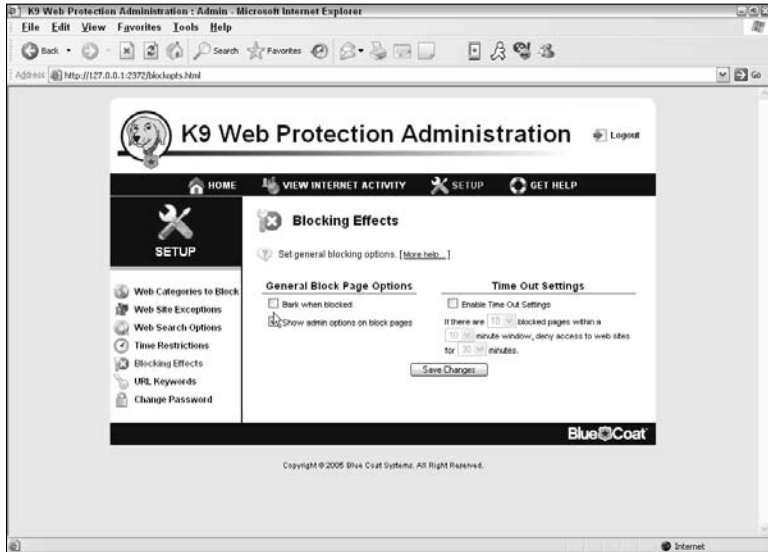 K9 Web Protection Administration : Admin - Microsoft Internet Explorer
File Edit View Favorites Tools Help
Back Search Favorites
Address http://127.0.0.1:2372/blockopts.html Go
K9 Web Protection Administration Logout
HOME VIEW INTERNET ACTIVITY SETUP GET HELP
SETUP
Web Categories to Block
Web Site Exceptions
Web Search Options
Time Restrictions
Blocking Effects
URL Keywords
Change Password
Blocking Effects
Set general blocking options. [More help... ]
General Block Page Options
Bark when blocked
Show admin options on block pages
Time Out Settings
Enable Time Out Settings
If there are 10 blocked pages within a
10 minute window, deny access to web sites
for 30 minutes.
Save Changes
Blue Coat
Copyright © 2005 Blue Coat Systems. All Right Reserved.
Internet